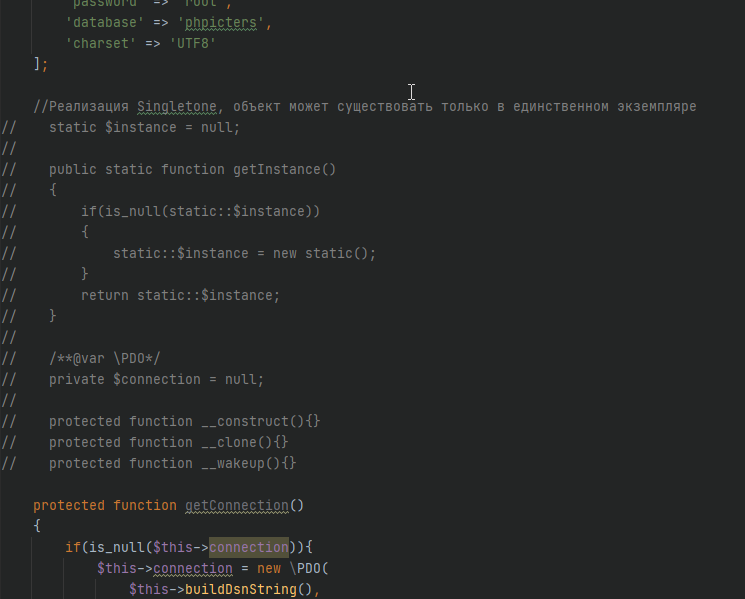 'password' => 'root',
'database' => 'phpicters',
'charset' => 'UTF8'
];
//Реализация Singletone, объект может существовать только в единственном экземпляре
// static $instance = null;
//
// public static function getInstance()
// {
// if(is_null(static::$instance))
// {
// static::$instance = new static();
// }
// return static::$instance;
// }
//
// /**@var \PDO*/
// private $connection = null;
//
// protected function __construct(){}
// protected function __clone(){}
// protected function __wakeup(){}
protected function getConnection()
{
if(is_null($this->connection)){
$this->connection = new \PDO(
$this->buildDsnString(),